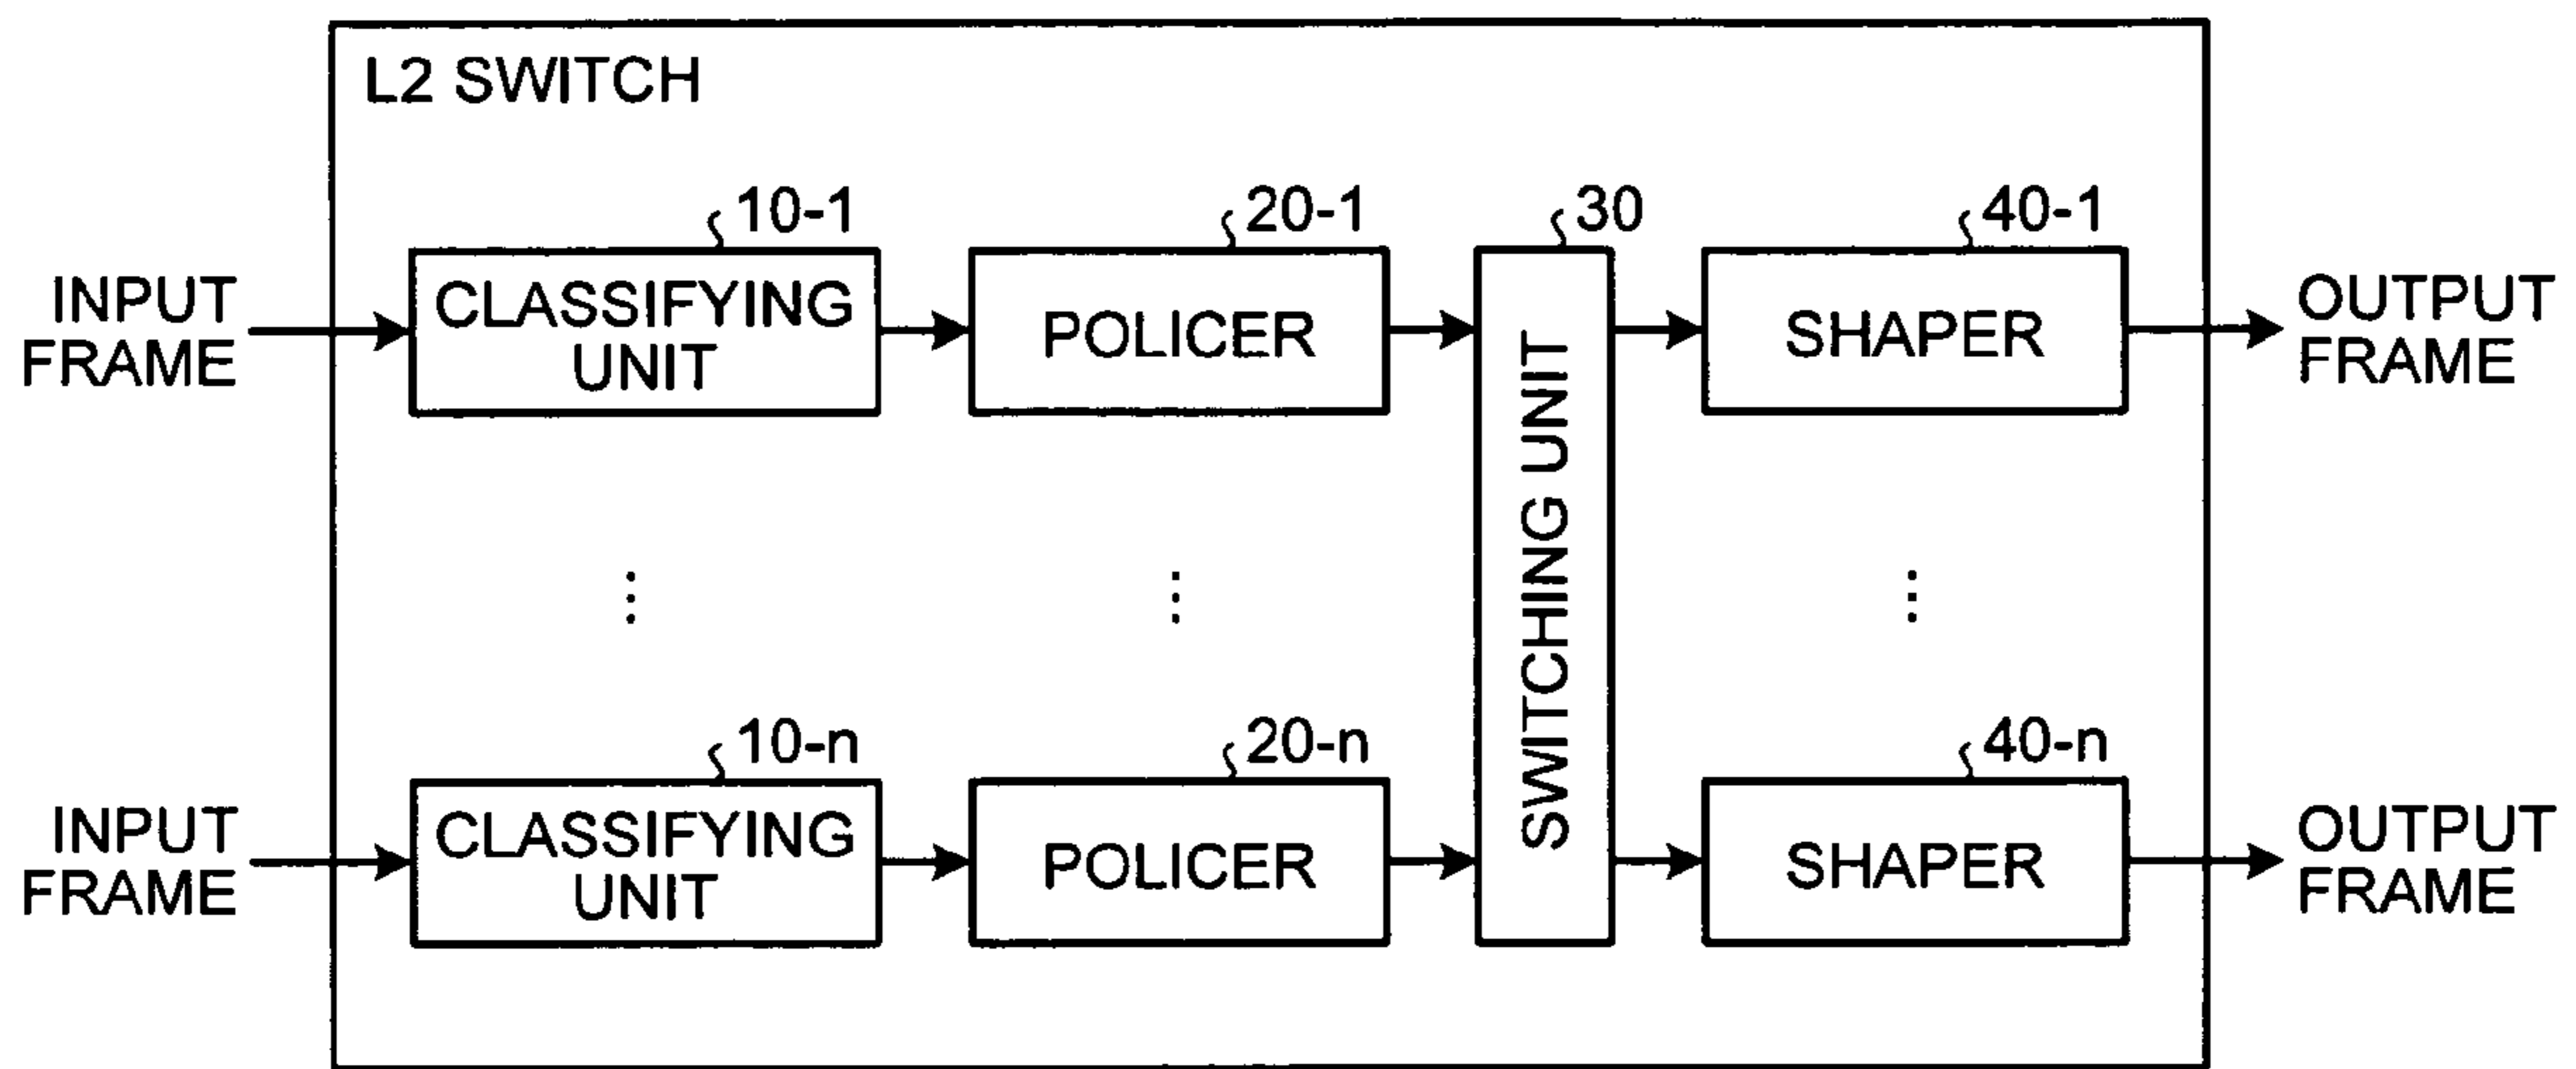 L2 SWITCH
10-1
20-1
30
40-1
INPUT
FRAME
CLASSIFYING
UNIT
POLICER
SWITCHING UNIT
SHAPER
OUTPUT
FRAME
10-n
20-n
40-n
INPUT
FRAME
CLASSIFYING
UNIT
POLICER
SHAPER
OUTPUT
FRAME